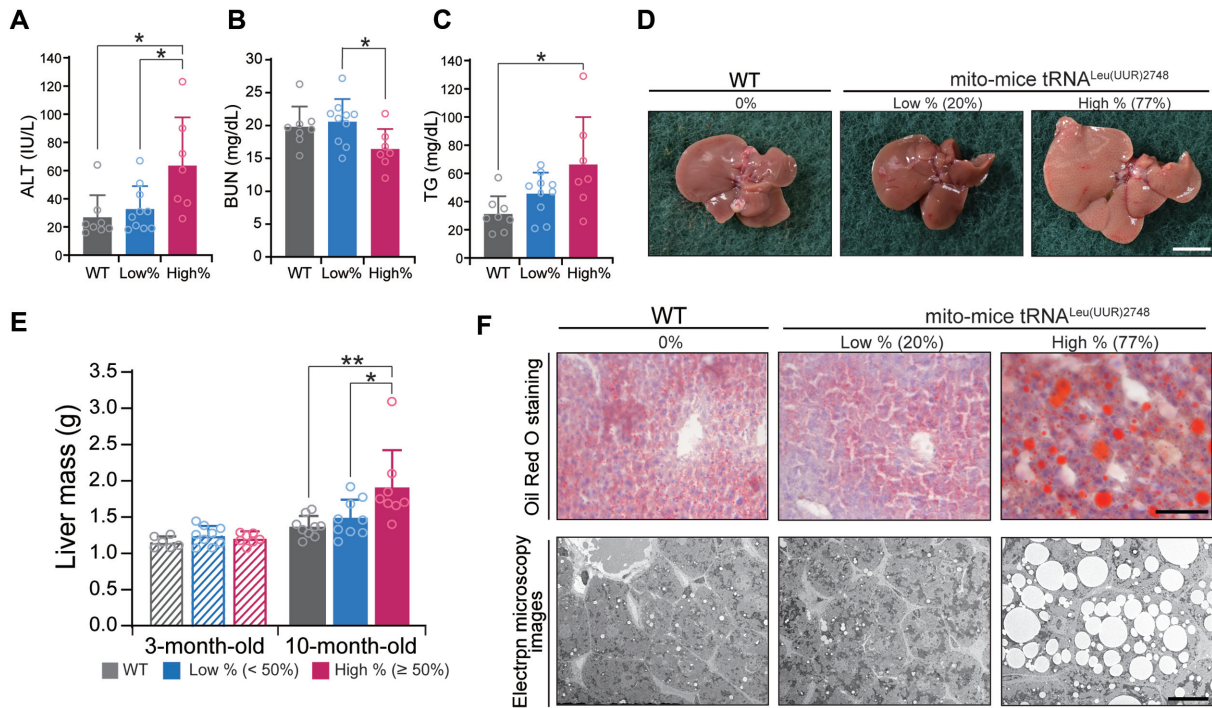 A
ALT (IU/L)
140
120
100
80
60
40
20
0
* *
WT Low% High%
B
BUN (mg/dL)
30
25
20
15
10
5
0
*
WT Low% High%
C
TG (mg/dL)
140
120
100
80
60
40
20
0
*
WT Low% High%
D
WT mito-mice tRNALeu(UUR)2748
0% Low % (20%) High % (77%)
E
Liver mass (g)
3.5
3.0
2.5
2.0
1.5
1.0
0.5
0.0
**
*
3-month-old 10-month-old
WT Low % (< 50%) High % (≥ 50%)
F
WT mito-mice tRNALeu(UUR)2748
0% Low % (20%) High % (77%)
Oil Red O staining
Electrpn microscopy
images